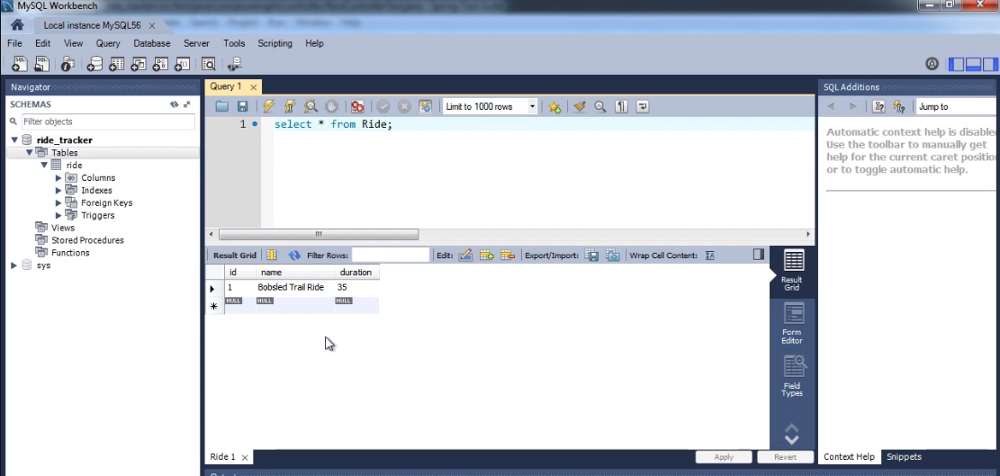 MySQL Workbench
Local instance MySQL56 ×
File Edit View Query Database Server Tools Scripting Help
Navigator
SCHEMAS
Filter objects
ride_tracker
Tables
ride
Columns
Indexes
Foreign Keys
Triggers
Views
Stored Procedures
Functions
sys
Query 1 ×
Limit to 1000 rows
1 select * from Ride;
Result Grid Filter Rows: Edit: Export/Import: Wrap Cell Content:
id name duration
1 Bobsled Trail Ride 35
NULL NULL NULL
Result
Grid
Form
Editor
Field
Types
Ride 1 ×
Apply Revert
SQL Additions
Jump to
Automatic context help is disabled
Use the toolbar to manually get
help for the current caret position
or to toggle automatic help.
Context Help Snippets